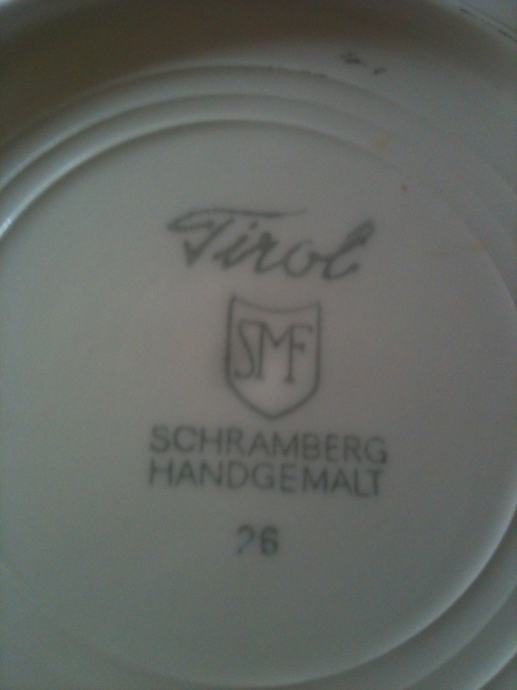 Tirol
SMF
SCHRAMBERG
HANDGEMALT
26